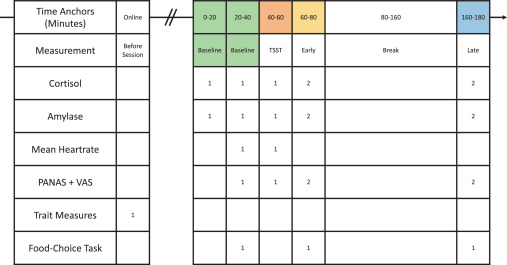 Time Anchors (Minutes) Online 0-20 20-40 40-60 60-80 80-160 160-180
Measurement Before Session Baseline Baseline TSST Early Break Late
Cortisol 1 1 1 2 2
Amylase 1 1 1 2 2
Mean Heartrate 1 1
PANAS + VAS 1 1 2 2
Trait Measures 1
Food-Choice Task 1 1 1